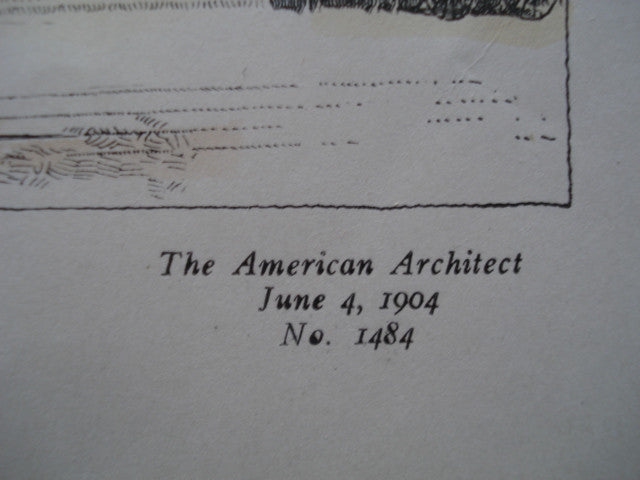 The American Architect
June 4, 1904
No. 1484